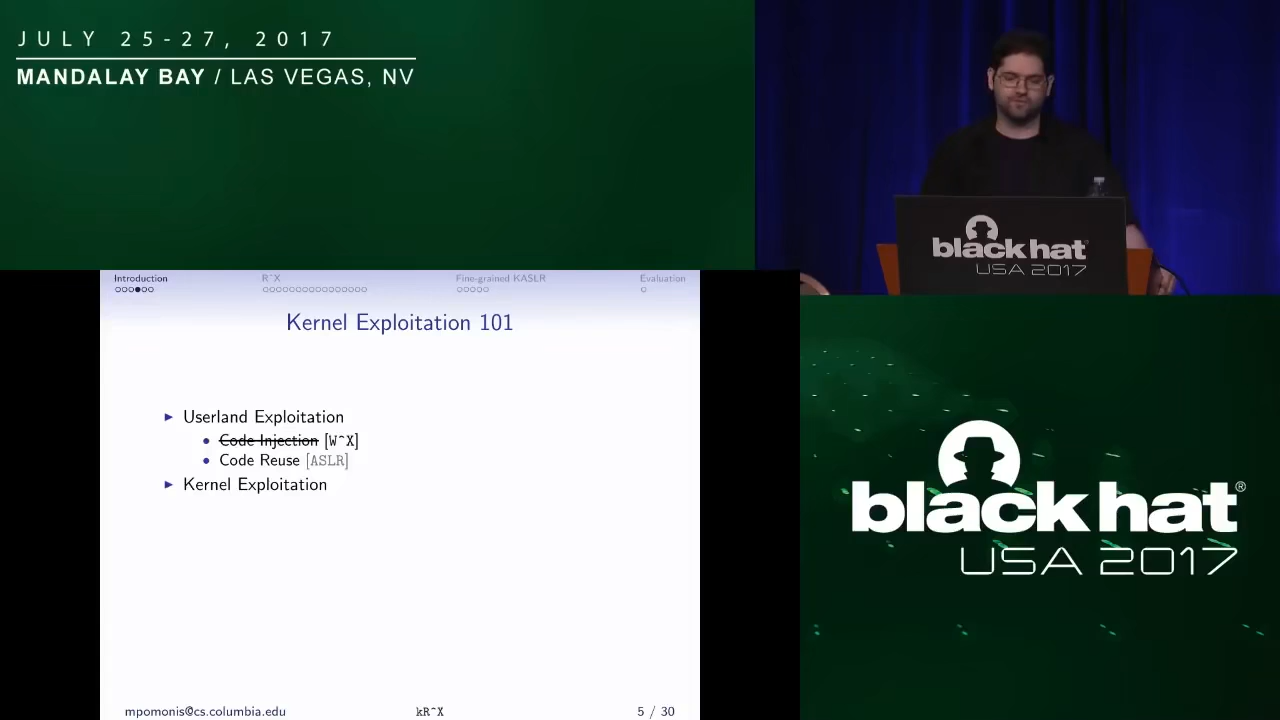 JULY 25-27, 2017
MANDALAY BAY / LAS VEGAS, NV
black hat
USA 2017
Introduction
R^X
Fine-grained KASLR
Evaluation
Kernel Exploitation 101
Userland Exploitation
Code Injection [W^X]
Code Reuse [ASLR]
Kernel Exploitation
mpomonis@cs.columbia.edu
kR^X
5 / 30
black hat®
USA 2017